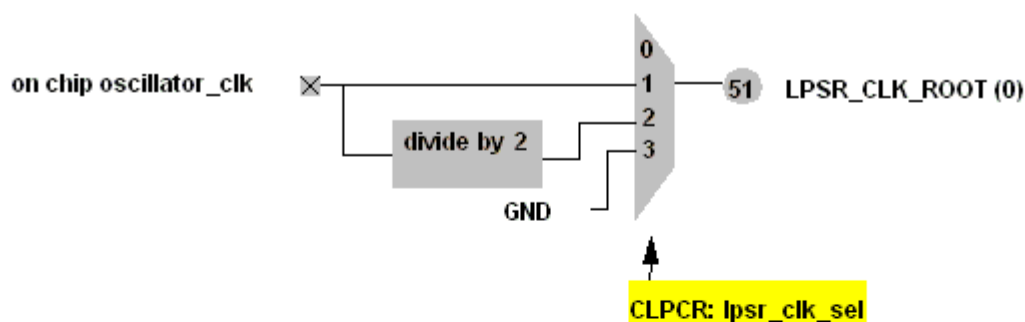 0
on chip oscillator_clk
1
51
LPSR_CLK_ROOT (0)
2
divide by 2
3
GND
CLPCR: lpsr_clk_sel